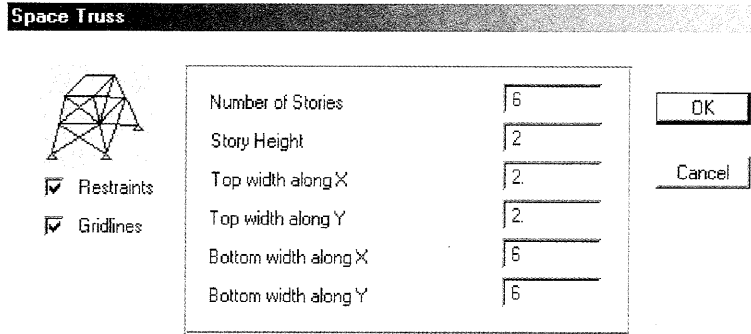 Space Truss
Number of Stories 6
Story Height 2
Top width along X 2.
Top width along Y 2.
Bottom width along X 6
Bottom width along Y 6
Restraints
Gridlines
OK
Cancel